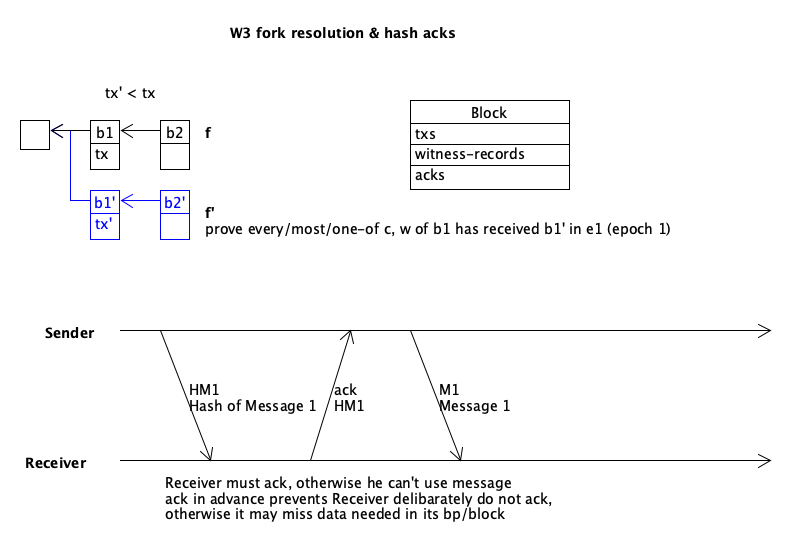 W3 fork resolution & hash acks
tx' < tx
b1
b2
f
tx
b1'
b2'
tx'
f'
prove every/most/one-of c, w of b1 has received b1' in e1 (epoch 1)
Block
txs
witness-records
acks
Sender
HM1
Hash of Message 1
ack
HM1
M1
Message 1
Receiver
Receiver must ack, otherwise he can't use message
ack in advance prevents Receiver delibarately do not ack,
otherwise it may miss data needed in its bp/block